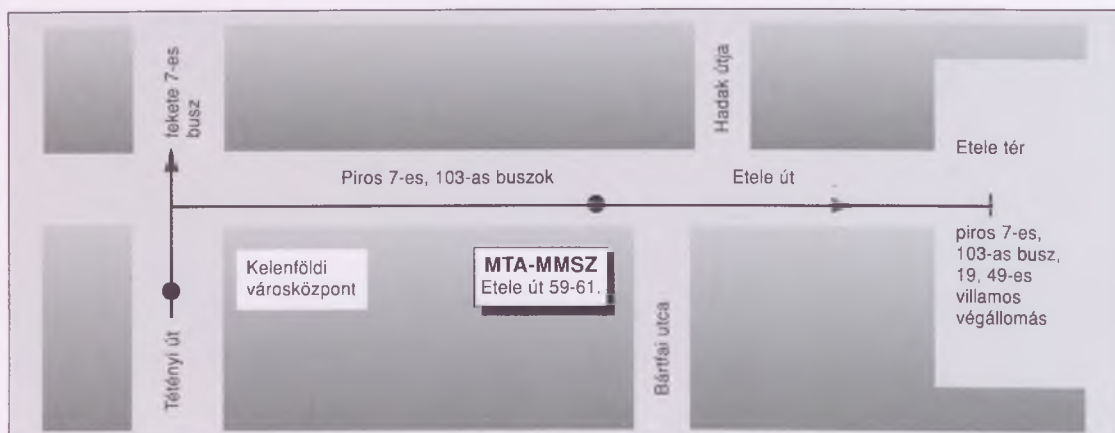 fekete 7-es
busz
Hadak útja
Etele tér
Piros 7-es, 103-as buszok
Etele út
piros 7-es,
103-as busz,
19, 49-es
villamos
végállomás
Kelenföldi
városközpont
MTA-MMSZ
Etele út 59-61.
Tétényi út
Bártfai utca